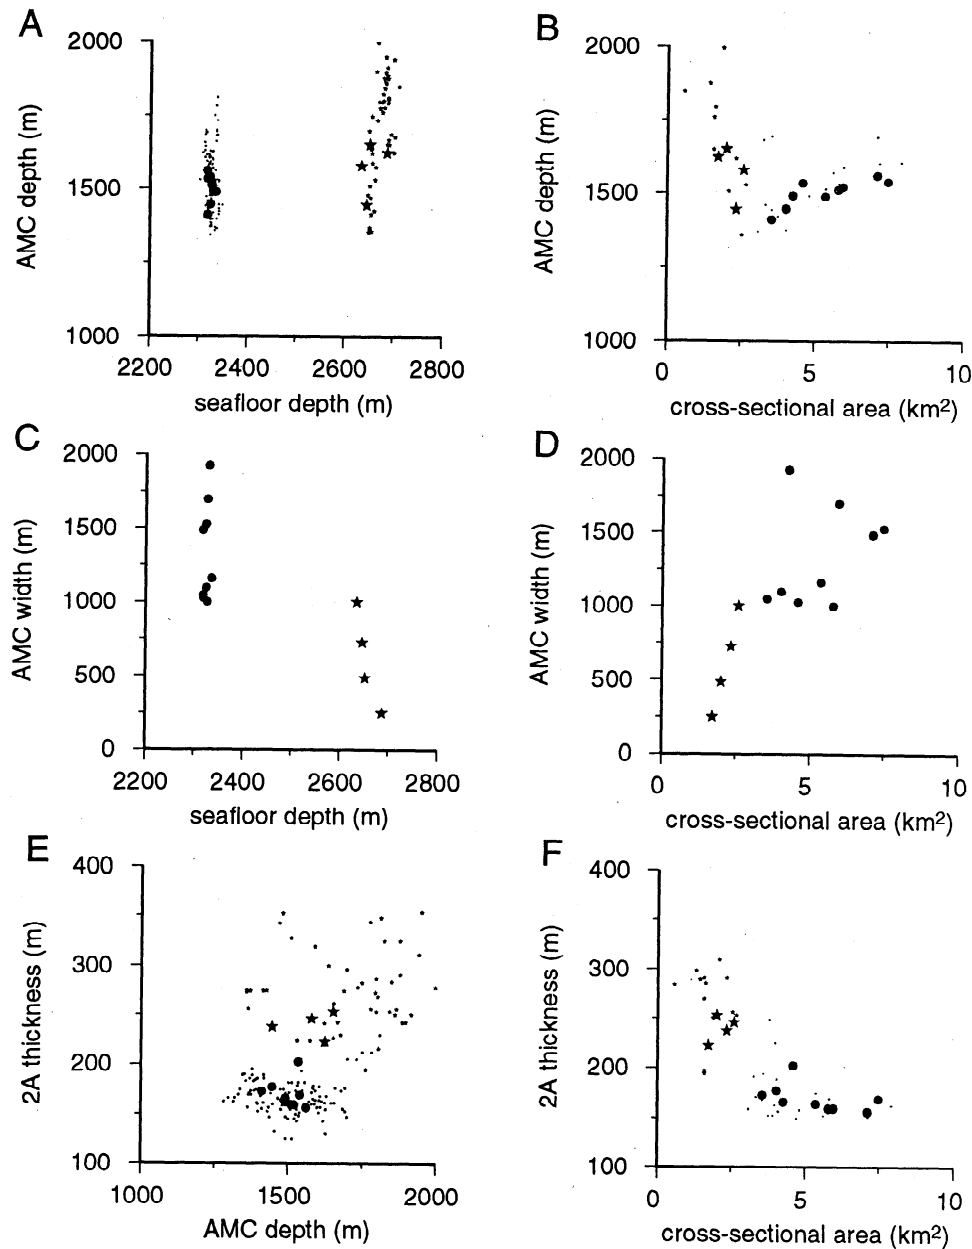 A
2000
1500
1000
AMC depth (m)
2200 2400 2600 2800
seafloor depth (m)
B
2000
1500
1000
AMC depth (m)
0 5 10
cross-sectional area (km²)
C
2000
1500
1000
500
0
AMC width (m)
2200 2400 2600 2800
seafloor depth (m)
D
2000
1500
1000
500
0
AMC width (m)
0 5 10
cross-sectional area (km²)
E
400
300
200
100
2A thickness (m)
1000 1500 2000
AMC depth (m)
F
400
300
200
100
2A thickness (m)
0 5 10
cross-sectional area (km²)